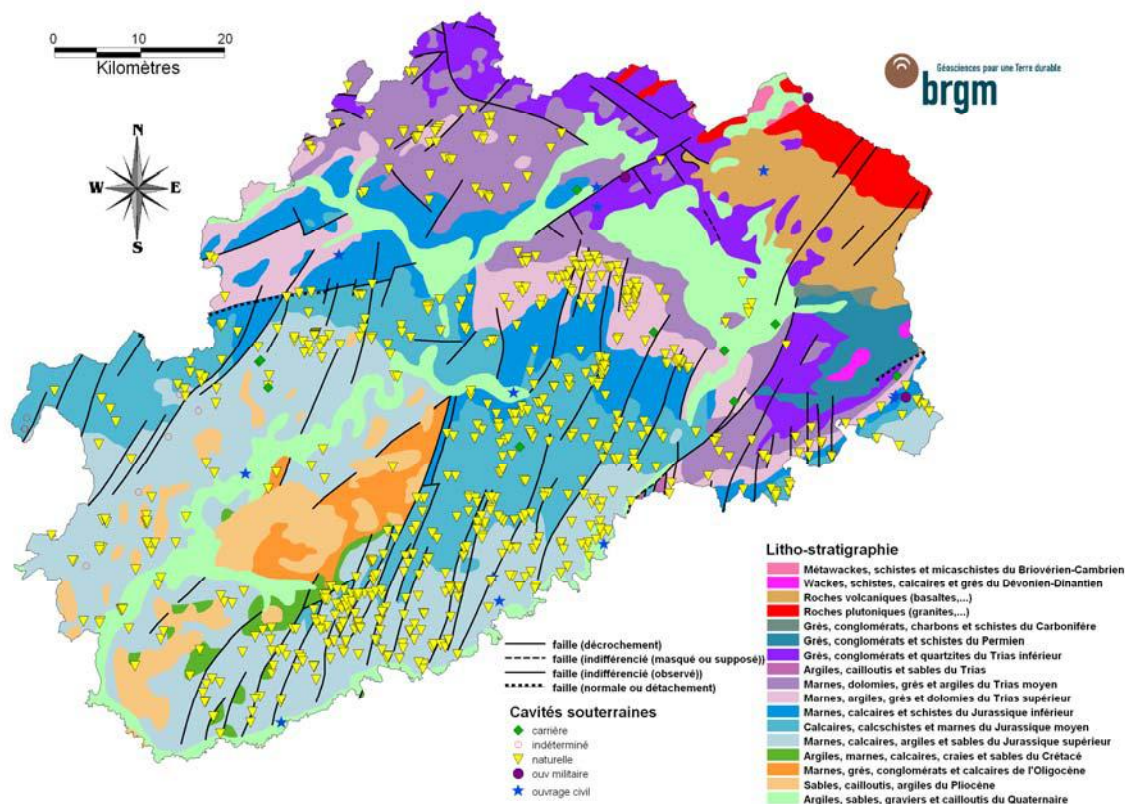 0 10 20
Kilomètres
N
W E
S
Géosciences pour une Terre durable
brgm
faille (décrochement)
faille (indifférencié (masqué ou supposé))
faille (indifférencié (observé))
faille (normale ou détachement)
Cavités souterraines
carrière
indéterminé
naturelle
ouv militaire
ouvrage civil
Litho-stratigraphie
Métawackes, schistes et micaschistes du Briovérien-Cambrien
Wackes, schistes, calcaires et grès du Dévonien-Dinantien
Roches volcaniques (basaltes,...)
Roches plutoniques (granites,...)
Grès, conglomérats, charbons et schistes du Carbonifére
Grès, conglomérats et schistes du Permien
Grès, conglomérats et quartzites du Trias inférieur
Argiles, cailloutis et sables du Trias
Marnes, dolomies, grès et argiles du Trias moyen
Marnes, argiles, grès et dolomies du Trias supérieur
Marnes, calcaires et schistes du Jurassique inférieur
Calcaires, calcschistes et marnes du Jurassique moyen
Marnes, calcaires, argiles et sables du Jurassique supérieur
Argiles, marnes, calcaires, craies et sables du Crétacé
Marnes, grès, conglomérats et calcaires de l'Oligocène
Sables, cailloutis, argiles du Pliocène
Argiles, sables, graviers et cailloutis du Quaternaire